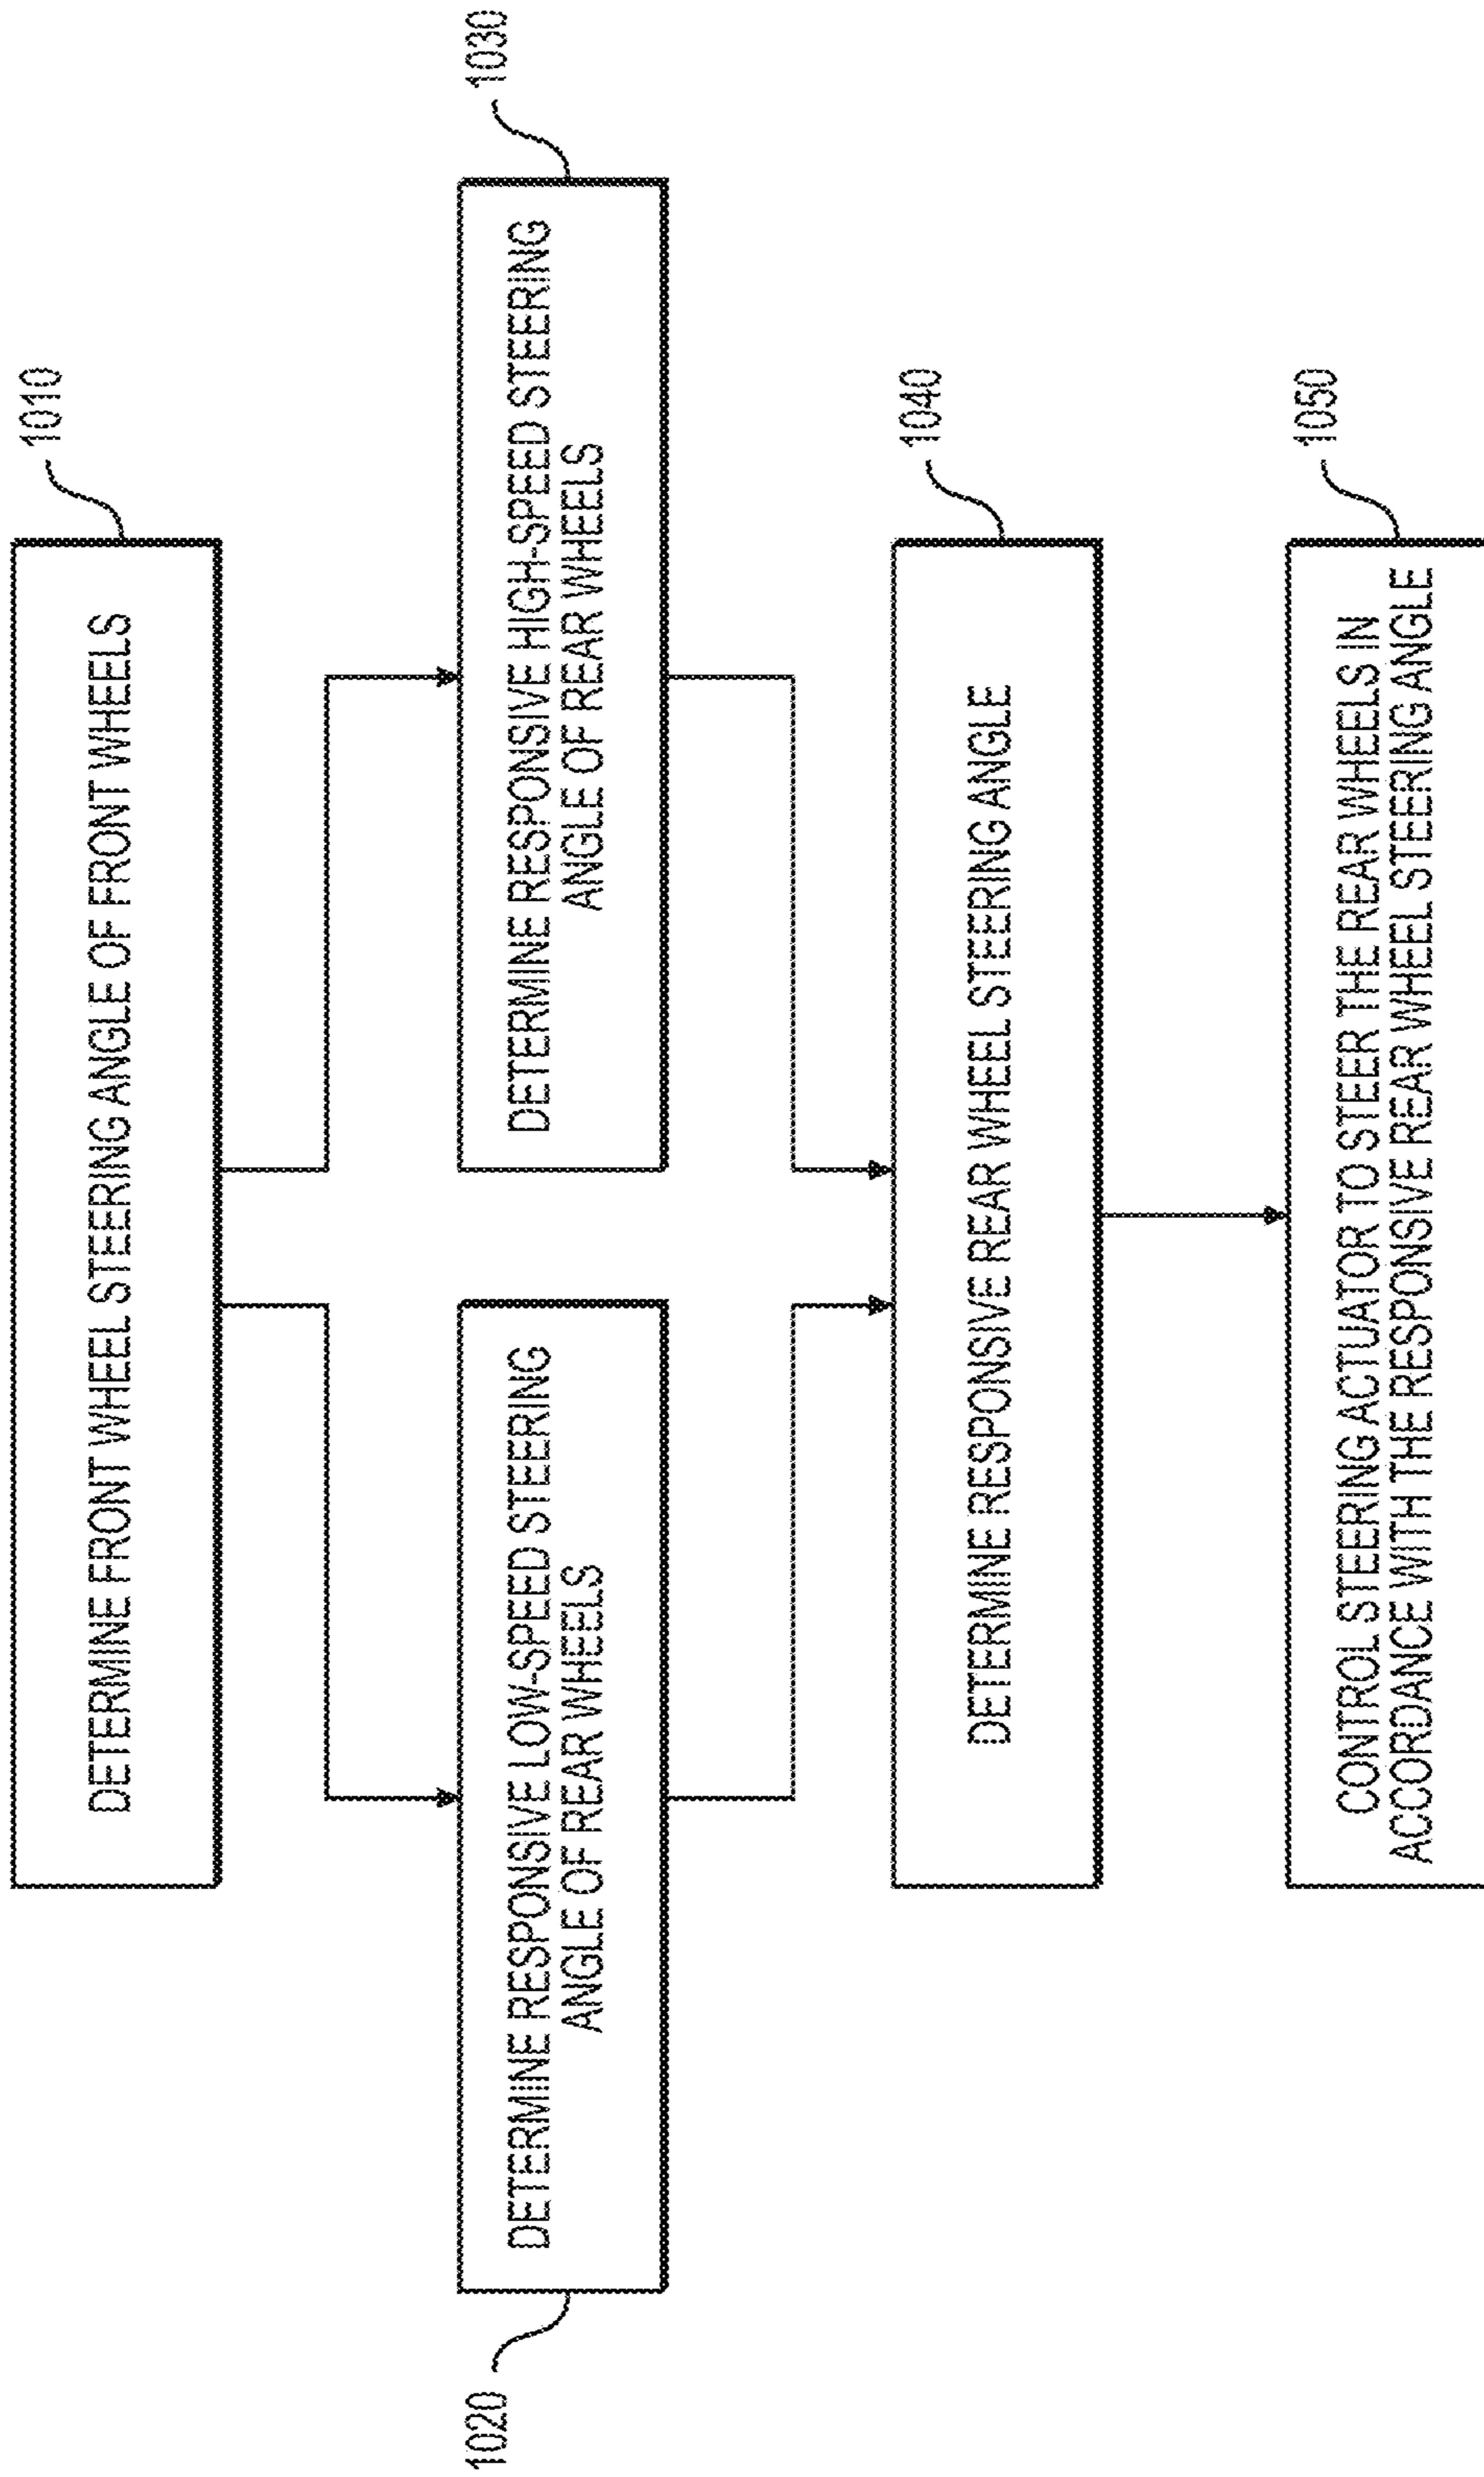 1010
DETERMINE FRONT WHEEL STEERING ANGLE OF FRONT WHEELS
1020
DETERMINE RESPONSIVE LOW-SPEED STEERING
ANGLE OF REAR WHEELS
1030
DETERMINE RESPONSIVE HIGH-SPEED STEERING
ANGLE OF REAR WHEELS
1040
DETERMINE RESPONSIVE REAR WHEEL STEERING ANGLE
1050
CONTROL STEERING ACTUATOR TO STEER THE REAR WHEELS IN
ACCORDANCE WITH THE RESPONSIVE REAR WHEEL STEERING ANGLE